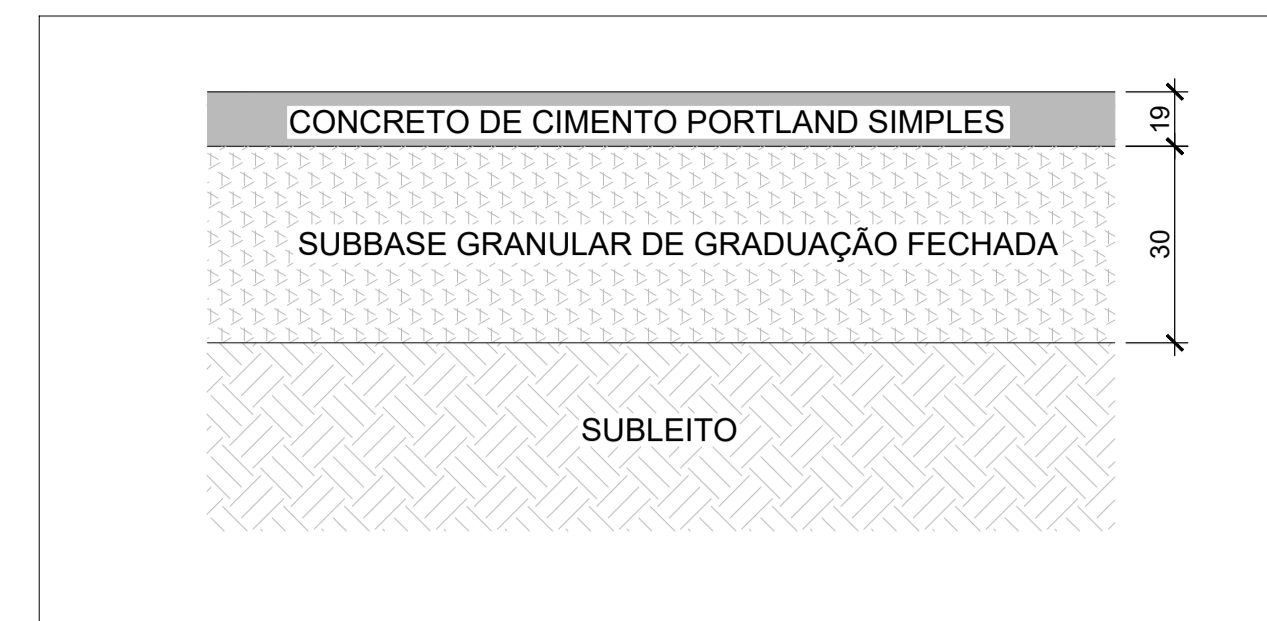 CONCRETO DE CIMENTO PORTLAND SIMPLES
19
SUBBASE GRANULAR DE GRADUAÇÃO FECHADA
30
SUBLEITO